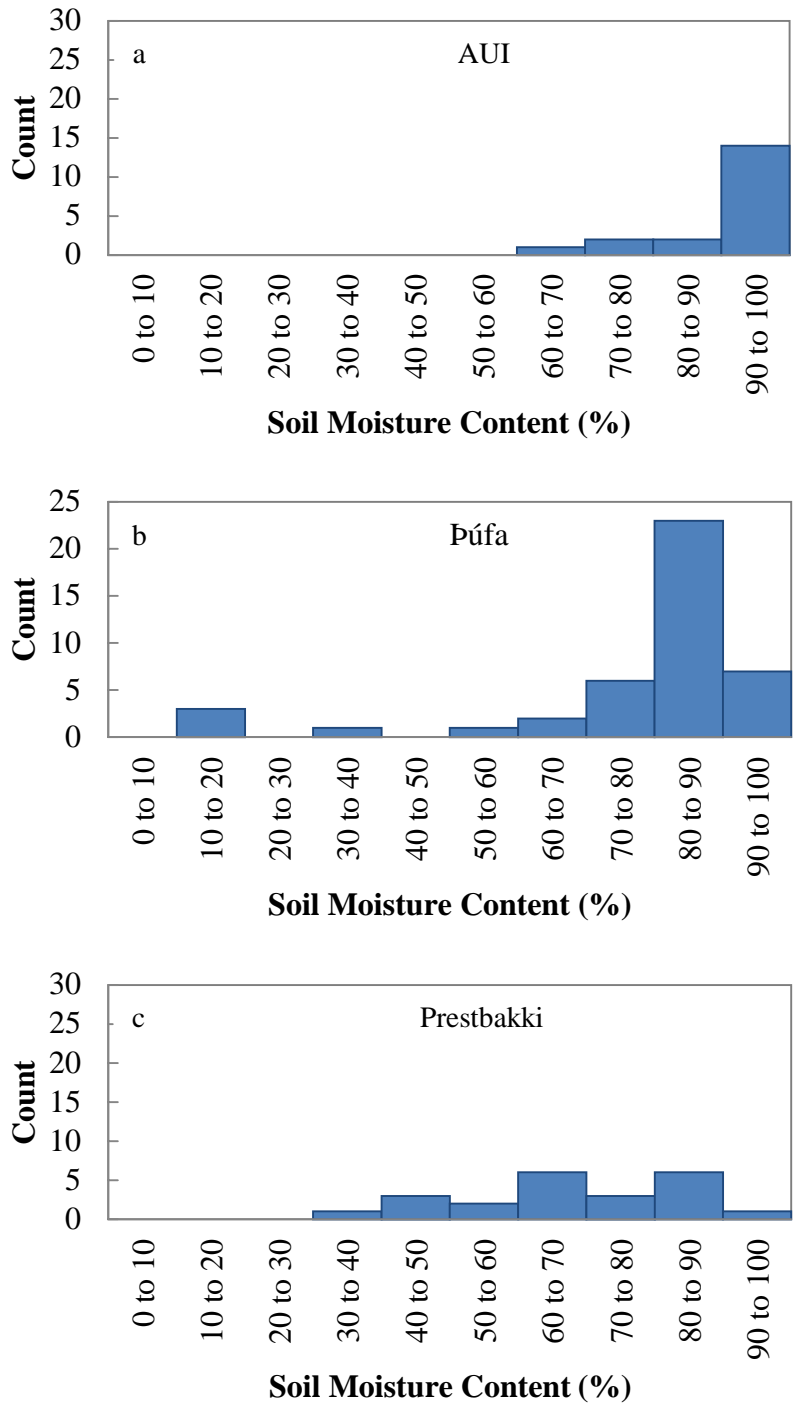 a
AUI
Count
30
25
20
15
10
5
0
0 to 10
10 to 20
20 to 30
30 to 40
40 to 50
50 to 60
60 to 70
70 to 80
80 to 90
90 to 100
Soil Moisture Content (%)
b
Þúfa
Count
25
20
15
10
5
0
0 to 10
10 to 20
20 to 30
30 to 40
40 to 50
50 to 60
60 to 70
70 to 80
80 to 90
90 to 100
Soil Moisture Content (%)
c
Prestbakki
Count
30
25
20
15
10
5
0
0 to 10
10 to 20
20 to 30
30 to 40
40 to 50
50 to 60
60 to 70
70 to 80
80 to 90
90 to 100
Soil Moisture Content (%)